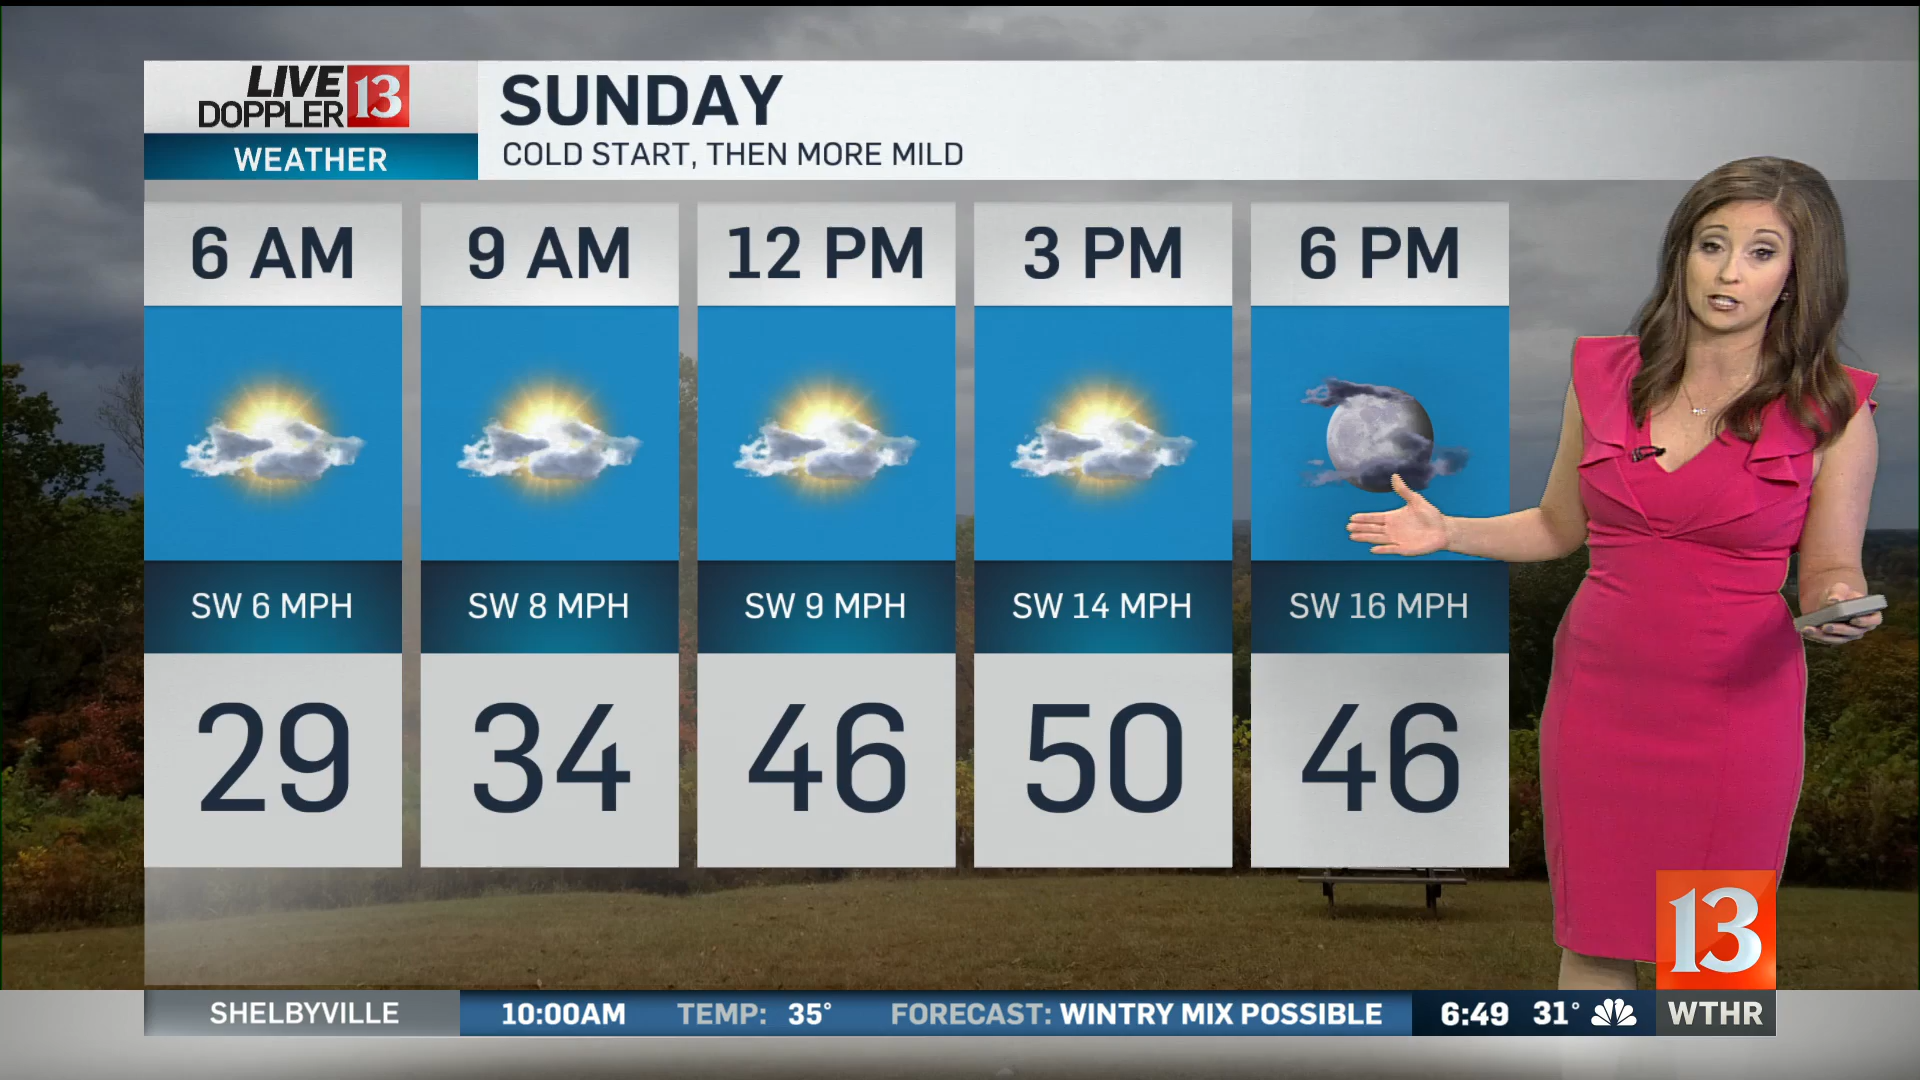 LIVE
DOPPLER 13
WEATHER
SUNDAY
COLD START, THEN MORE MILD
6 AM
9 AM
12 PM
3 PM
6 PM
SW 6 MPH
SW 8 MPH
SW 9 MPH
SW 14 MPH
SW 16 MPH
29
34
46
50
46
13
SHELBYVILLE
10:00AM
TEMP: 35°
FORECAST: WINTRY MIX POSSIBLE
6:49 31°
WTHR